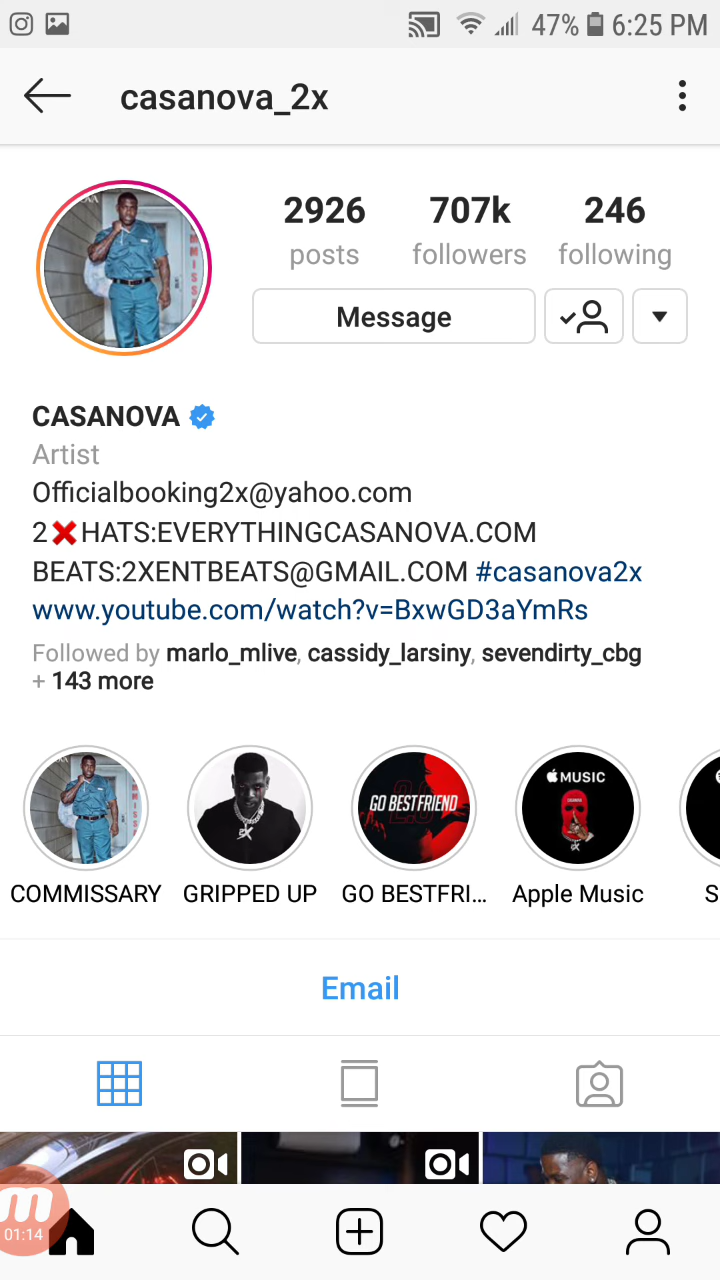 47% 6:25 PM
casanova_2x
2926 707k 246
posts followers following
Message
CASANOVA
Artist
Officialbooking2x@yahoo.com
2❌HATS:EVERYTHINGCASANOVA.COM
BEATS:2XENTBEATS@GMAIL.COM #casanova2x
www.youtube.com/watch?v=BxwGD3aYmRs
Followed by marlo_mlive, cassidy_larsiny, sevendirty_cbg
+ 143 more
GO BESTFRIEND
2.0
MUSIC
COMMISSARY GRIPPED UP GO BESTFRI... Apple Music S
Email
01:14